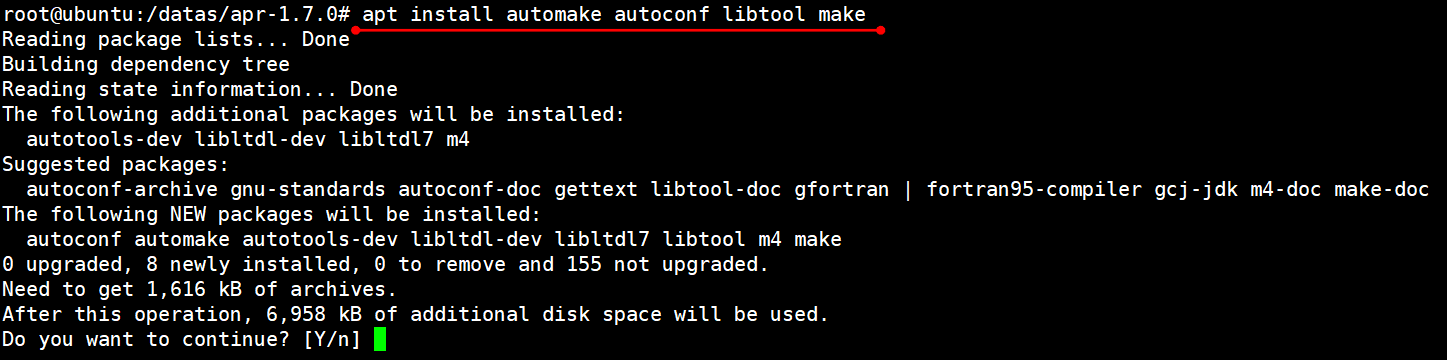 root@ubuntu:/datas/apr-1.7.0# apt install automake autoconf libtool make
Reading package lists... Done
Building dependency tree
Reading state information... Done
The following additional packages will be installed:
  autotools-dev libltdl-dev libltdl7 m4
Suggested packages:
  autoconf-archive gnu-standards autoconf-doc gettext libtool-doc gfortran | fortran95-compiler gcj-jdk m4-doc make-doc
The following NEW packages will be installed:
  autoconf automake autotools-dev libltdl-dev libltdl7 libtool m4 make
0 upgraded, 8 newly installed, 0 to remove and 155 not upgraded.
Need to get 1,616 kB of archives.
After this operation, 6,958 kB of additional disk space will be used.
Do you want to continue? [Y/n]